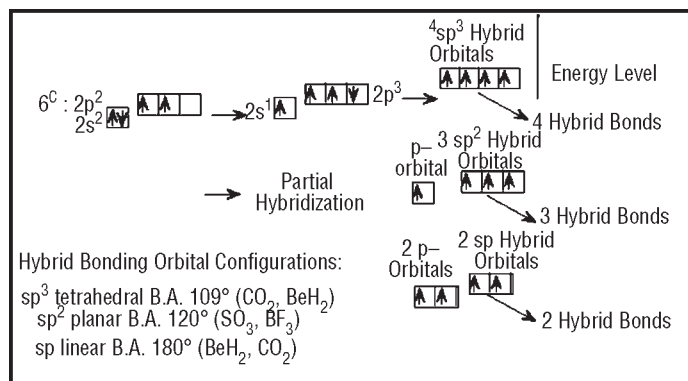 ⁴sp³ Hybrid
Orbitals
6ᶜ : 2p²
2s²
2s¹
2p³
Energy Level
4 Hybrid Bonds
Partial
Hybridization
p–
orbital
3 sp² Hybrid
Orbitals
3 Hybrid Bonds
2 p–
Orbitals
2 sp Hybrid
Orbitals
2 Hybrid Bonds
Hybrid Bonding Orbital Configurations:
sp³ tetrahedral B.A. 109° (CO₂, BeH₂)
sp² planar B.A. 120° (SO₃, BF₃)
sp linear B.A. 180° (BeH₂, CO₂)